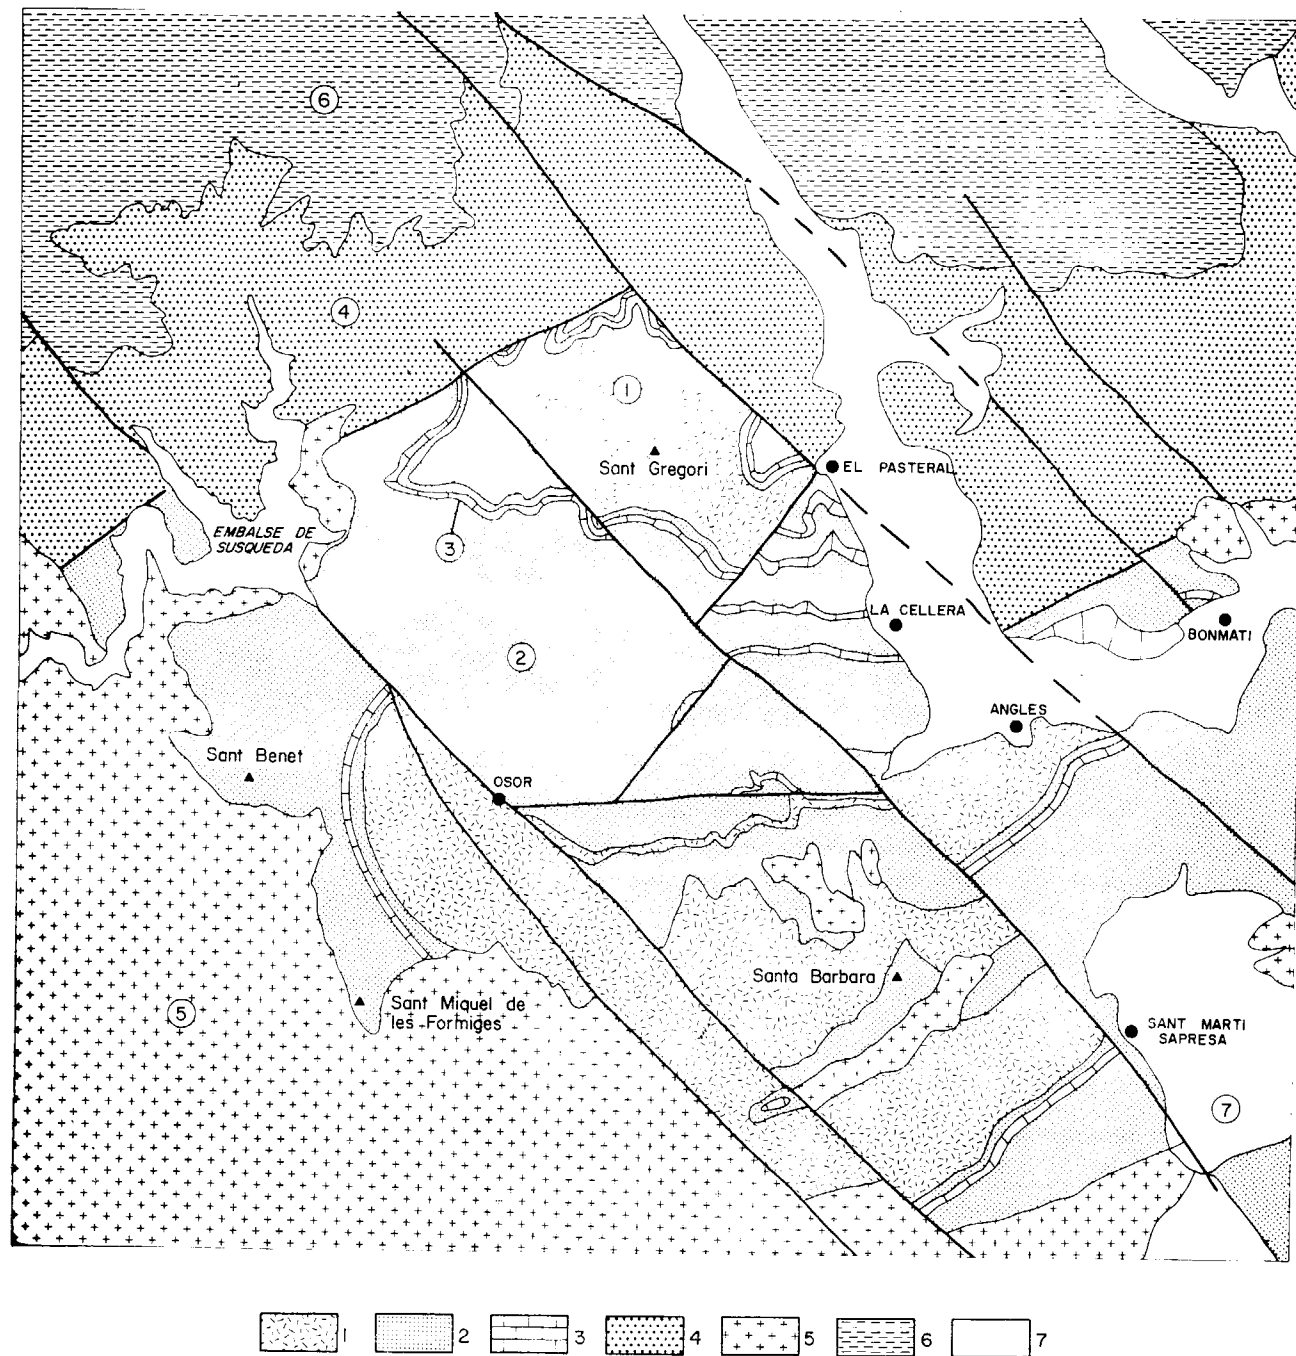 6
4
1
Sant Gregori
EL PASTERAL
EMBALSE DE
SUSQUEDA
3
LA CELLERA
BONMATI
2
ANGLES
Sant Benet
OSOR
Santa Barbara
Sant Miquel de
les Formiges
5
SANT MARTI
SAPRESA
7
1 2 3 4 5 6 7